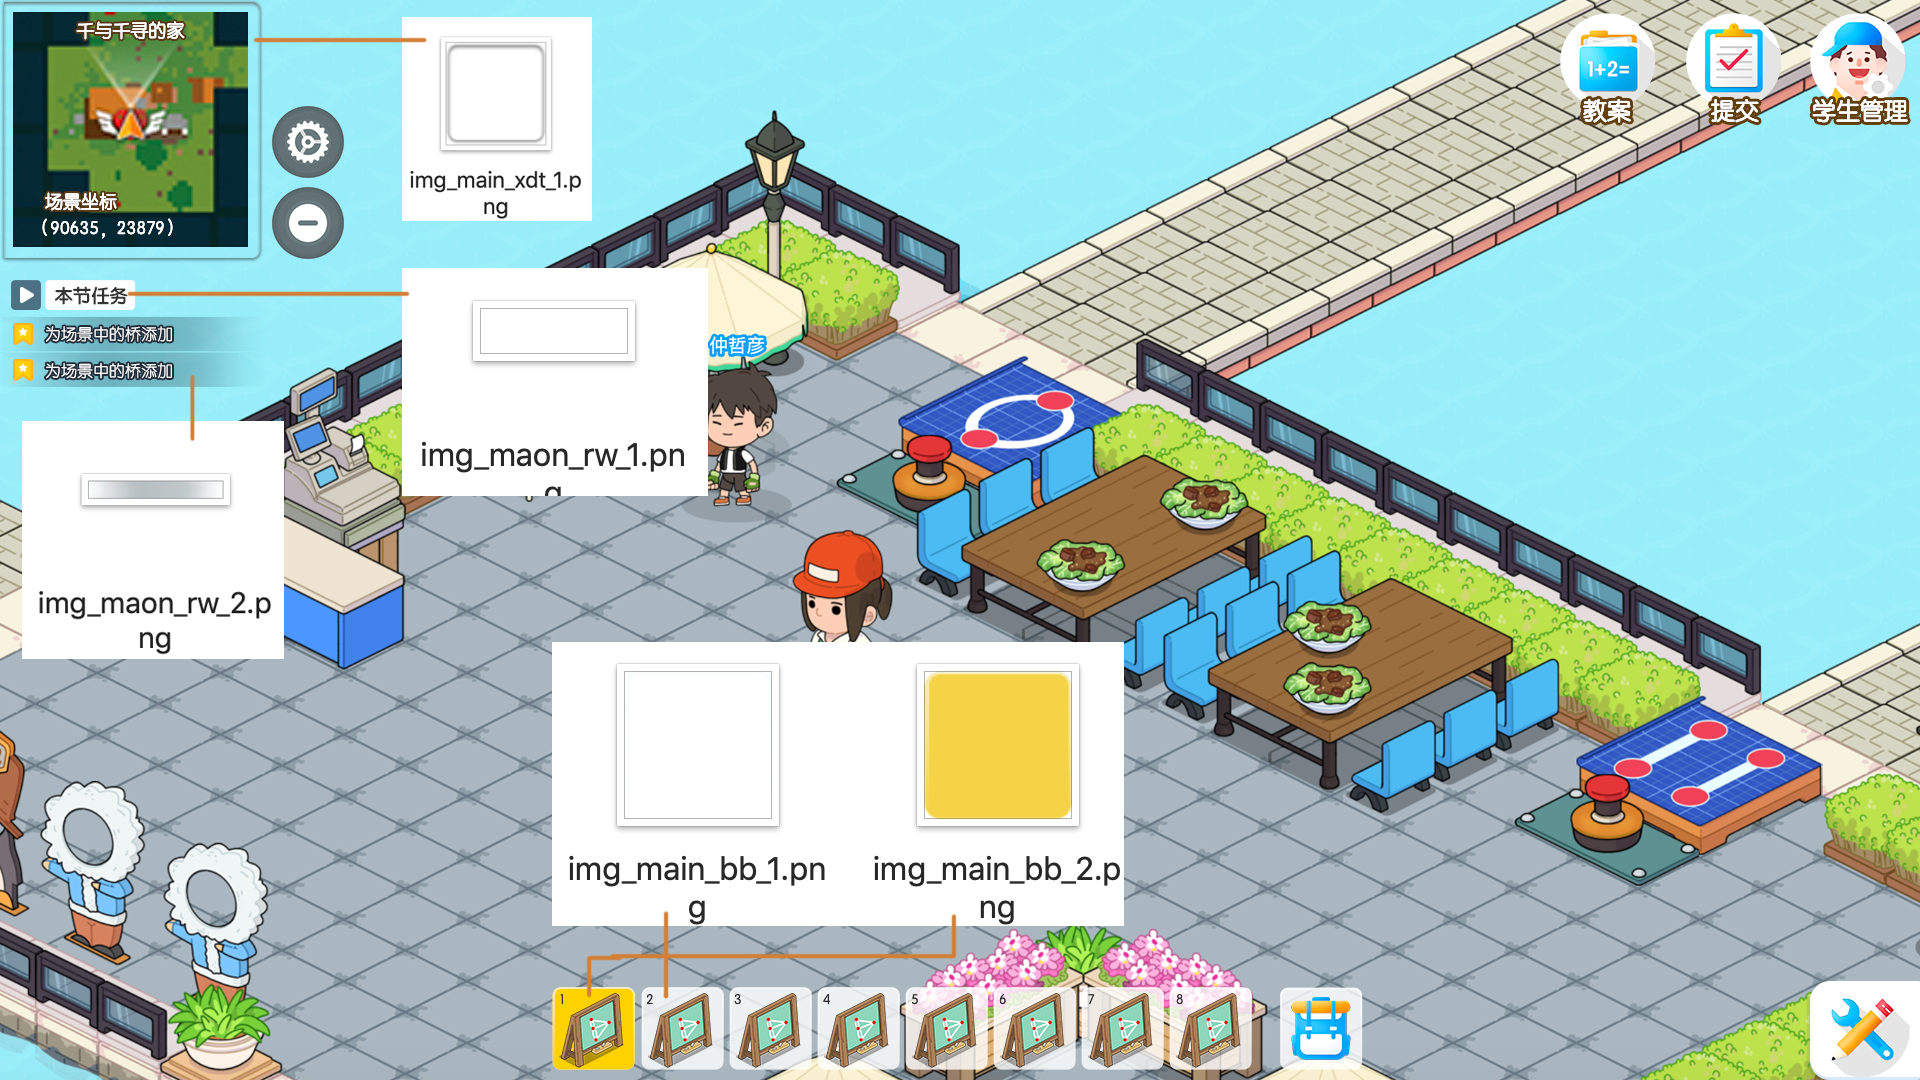 千与千寻的家
场景坐标
(90635, 23879)
img_main_xdt_1.p
ng
1+2=
教案
提交
学生管理
本节任务
为场景中的桥添加
为场景中的桥添加
img_maon_rw_1.pn
g
仲哲彦
img_maon_rw_2.p
ng
img_main_bb_1.pn
g
img_main_bb_2.p
ng
1
2
3
4
5
6
7
8